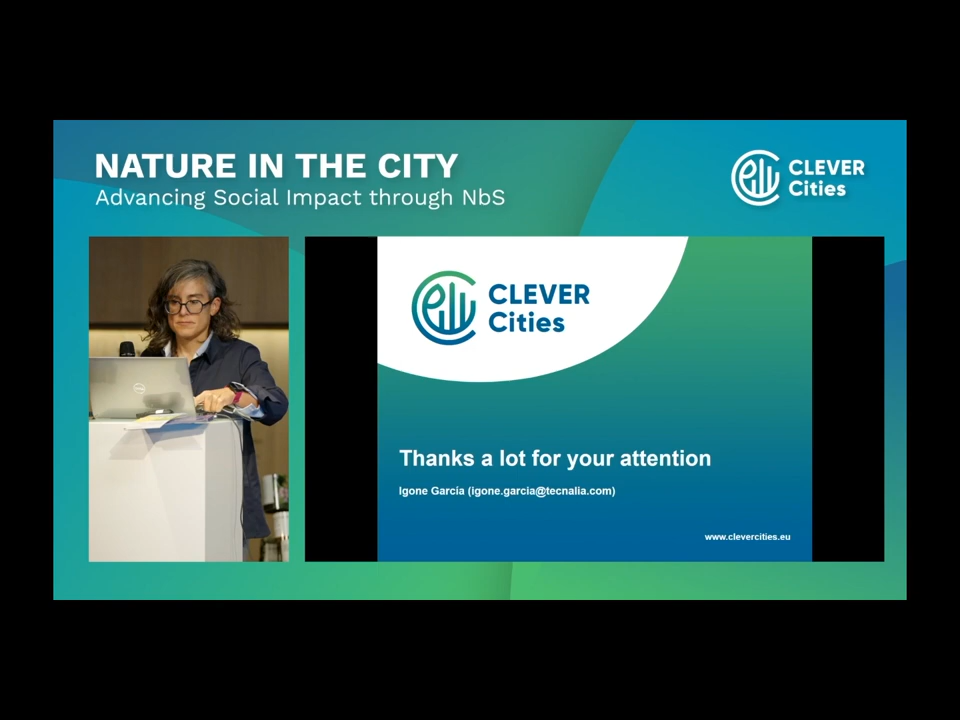 NATURE IN THE CITY
Advancing Social Impact through NbS
CLEVER
Cities
CLEVER
Cities
Thanks a lot for your attention
Igone Garcia (igone.garcia@tecnalia.com)
www.clevercities.eu